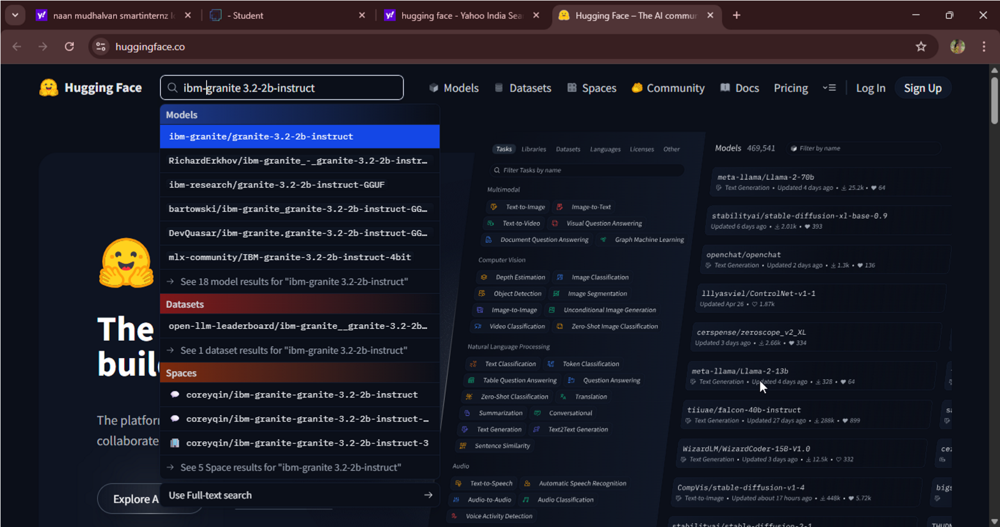 naan mudhalvan smartinternz
- Student
hugging face - Yahoo India Sea
Hugging Face – The AI commun
huggingface.co
Hugging Face
ibm-granite 3.2-2b-instruct
Models
Datasets
Spaces
Community
Docs
Pricing
Log In
Sign Up
Models
ibm-granite/granite-3.2-2b-instruct
RichardErkhov/ibm-granite_-_granite-3.2-2b-instr…
ibm-research/granite-3.2-2b-instruct-GGUF
bartowski/ibm-granite_granite-3.2-2b-instruct-GG…
DevQuasar/ibm-granite.granite-3.2-2b-instruct-GG…
mlx-community/IBM-granite-3.2-2b-instruct-4bit
→ See 18 model results for "ibm-granite 3.2-2b-instruct"
Datasets
open-llm-leaderboard/ibm-granite__granite-3.2-2b…
→ See 1 dataset results for "ibm-granite 3.2-2b-instruct"
Spaces
coreyqin/ibm-granite-granite-3.2-2b-instruct
coreyqin/ibm-granite-granite-3.2-2b-instruct-…
coreyqin/ibm-granite-granite-3.2-2b-instruct-3
→ See 5 Space results for "ibm-granite 3.2-2b-instruct"
Use Full-text search →
The
buil
The platfor
collaborate
Explore A
Tasks Libraries Datasets Languages Licenses Other
Filter Tasks by name
Multimodal
Text-to-Image Image-to-Text
Text-to-Video Visual Question Answering
Document Question Answering Graph Machine Learning
Computer Vision
Depth Estimation Image Classification
Object Detection Image Segmentation
Image-to-Image Unconditional Image Generation
Video Classification Zero-Shot Image Classification
Natural Language Processing
Text Classification Token Classification
Table Question Answering Question Answering
Zero-Shot Classification Translation
Summarization Conversational
Text Generation Text2Text Generation
Sentence Similarity
Audio
Text-to-Speech Automatic Speech Recognition
Audio-to-Audio Audio Classification
Voice Activity Detection
Models 469,541 Filter by name
meta-llama/Llama-2-70b
Text Generation • Updated 4 days ago • 25.2k • 64
stabilityai/stable-diffusion-xl-base-0.9
Updated 6 days ago • 2.01k • 393
openchat/openchat
Text Generation • Updated 2 days ago • 1.3k • 136
lllyasviel/ControlNet-v1-1
Updated Apr 26 • 1.87k
cerspense/zeroscope_v2_XL
Updated 3 days ago • 2.66k • 334
meta-llama/Llama-2-13b
Text Generation • Updated 4 days ago • 328 • 64
tiiuae/falcon-40b-instruct
Text Generation • Updated 27 days ago • 288k • 899
WizardLM/WizardCoder-15B-V1.0
Text Generation • Updated 3 days ago • 12.5k • 332
CompVis/stable-diffusion-v1-4
Text-to-Image • Updated about 17 hours ago • 448k • 5.72k
stabilityai/stable-diffusion-2-1